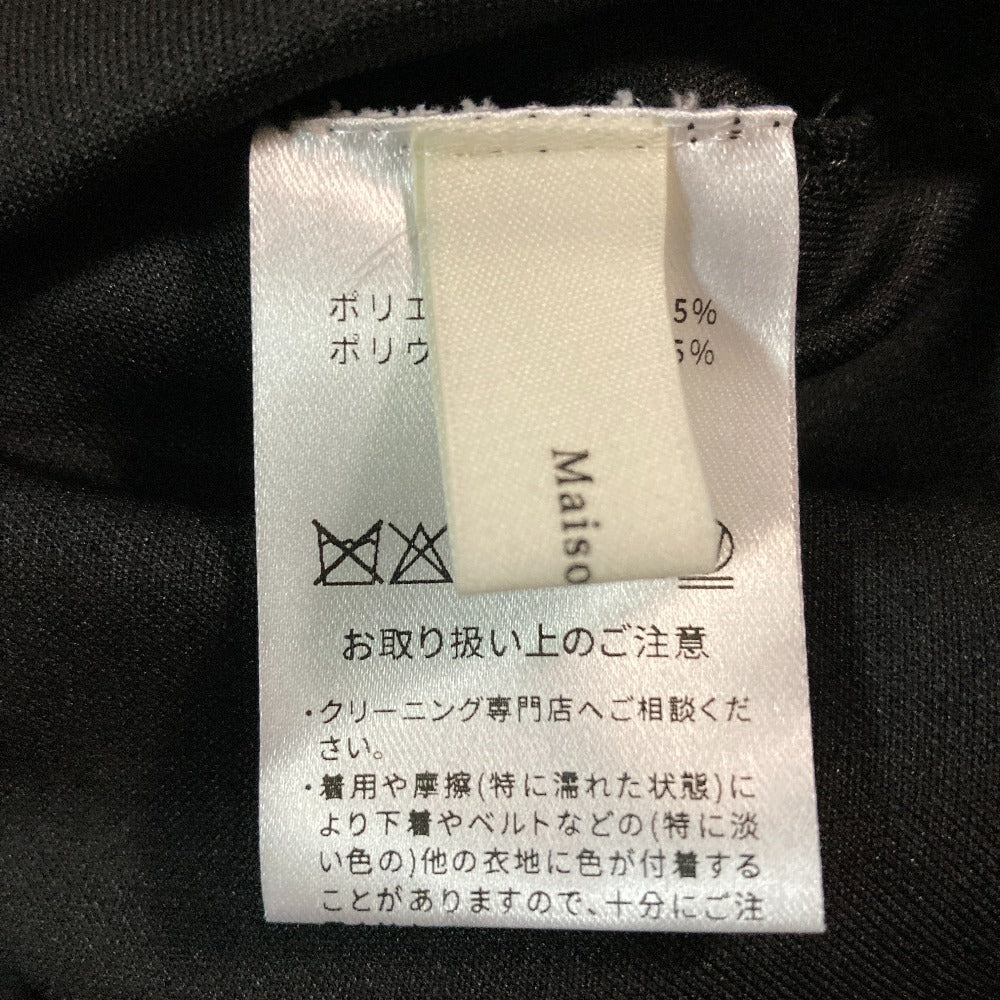 ポリエ 5%
ポリウ 5%
Maiso
お取り扱い上のご注意
・クリーニング専門店へご相談くだ
さい。
・着用や摩擦(特に濡れた状態)に
より下着やベルトなどの(特に淡
い色の)他の衣地に色が付着する
ことがありますので、十分にご注